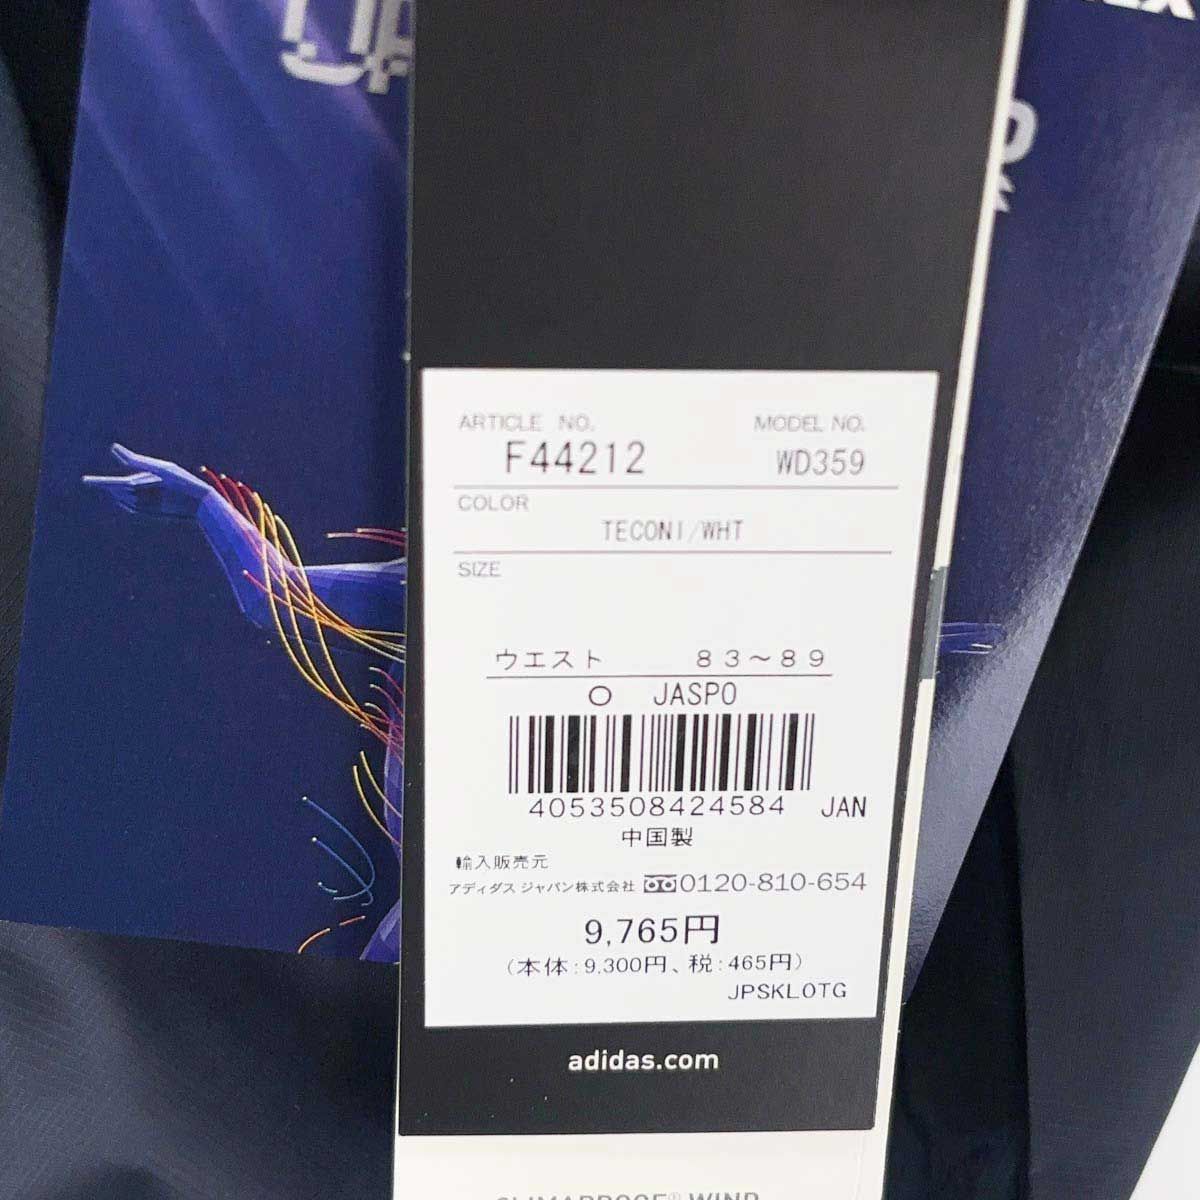 ARTICLE NO. MODEL NO.
F44212 WD359
COLOR
TECONI/WHT
SIZE
ウエスト 83～89
O JASPO
4053508424584 JAN
中国製
輸入販売元
アディダス ジャパン株式会社 0120-810-654
9,765円
(本体:9,300円、税:465円)
JPSKLOTG
adidas.com
CLIMAPROOF® WIND